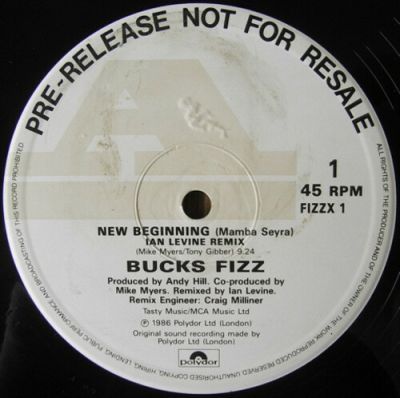 PRE-RELEASE NOT FOR RESALE
A
1
45 RPM
FIZZX 1
NEW BEGINNING (Mamba Seyra)
IAN LEVINE REMIX
(Mike Myers/Tony Gibber) 9.24
BUCKS FIZZ
Produced by Andy Hill. Co-produced by
Mike Myers. Remixed by Ian Levine.
Remix Engineer: Craig Milliner
Tasty Music/MCA Music Ltd
℗ 1986 Polydor Ltd (London)
Original sound recording made by
Polydor Ltd (London)
polydor
ALL RIGHTS OF THE PRODUCER AND OF THE OWNER OF THE WORK REPRODUCED RESERVED UNAUTHORISED COPYING, HIRING, LENDING, PUBLIC PERFORMANCE AND BROADCASTING OF THIS RECORD PROHIBITED